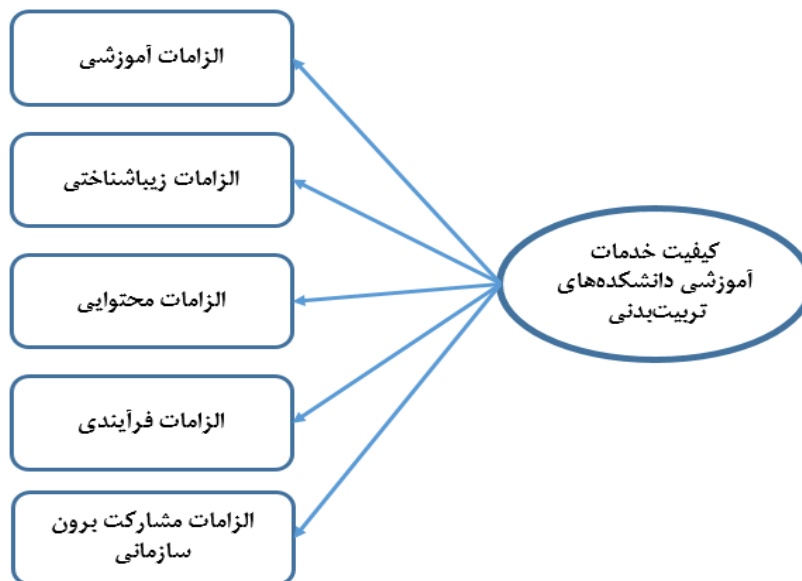 الزامات آموزشی
الزامات زیباشناختی
کیفیت خدمات
آموزشی دانشکده‌های
تربیت‌بدنی
الزامات محتوایی
الزامات فرآیندی
الزامات مشارکت برون
سازمانی